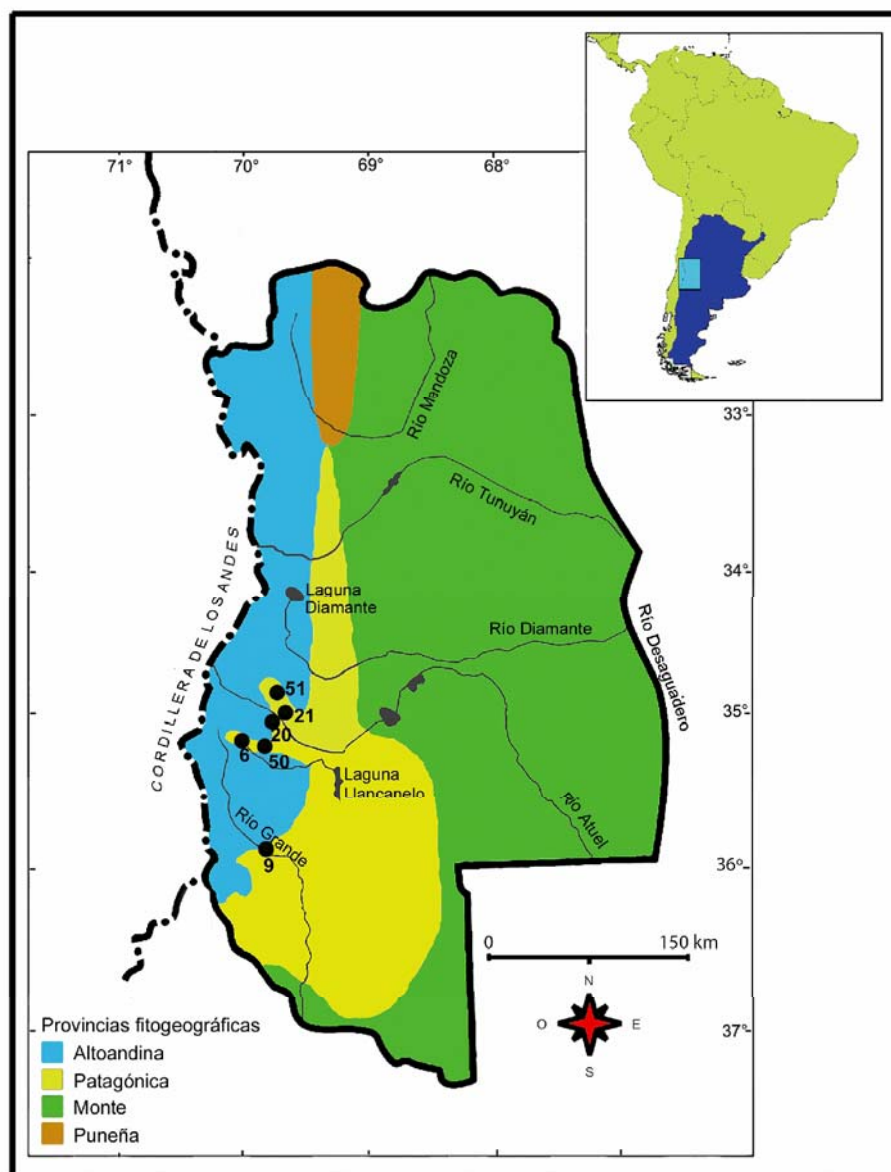 71°
70°
69°
68°
33°
34°
35°
36°
37°
Río Mendoza
Río Tunuyán
CORDILLERA DE LOS ANDES
Laguna
Diamante
Río Diamante
Río Desaguadero
51
21
20
6
50
Laguna
Llancanelo
Río Atuel
Río Grande
9
0
150 km
N
O
E
S
Provincias fitogeográficas
Altoandina
Patagónica
Monte
Puneña